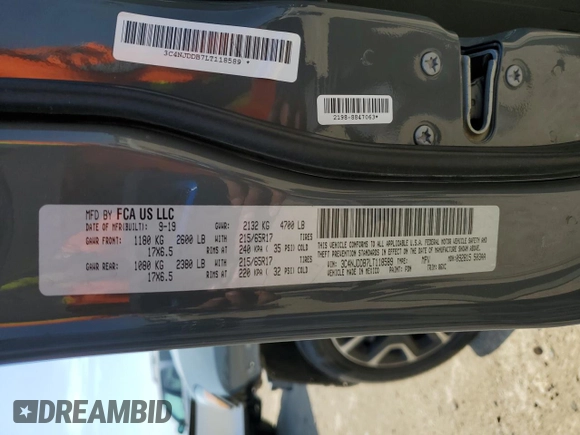 3C4NJDDB7LT118589 *
2198-8847063*
MFD BY FCA US LLC
DATE OF MFR(BUILT): 9-19 GVWR: 2132 KG 4700 LB
GAWR FRONT: 1180 KG 2600 LB WITH 215/65R17 TIRES
17X6.5 RIMS AT 240 KPA ( 35 PSI) COLD
GAWR REAR: 1080 KG 2380 LB WITH 215/65R17 TIRES
17X6.5 RIMS AT 220 KPA ( 32 PSI) COLD
THIS VEHICLE CONFORMS TO ALL APPLICABLE U.S.A. FEDERAL MOTOR VEHICLE SAFETY AND
THEFT PREVENTION STANDARDS IN EFFECT ON THE DATE OF MANUFACTURE SHOWN ABOVE.
VIN: 3C4NJDDB7LT118589 TYPE: MPV
VEHICLE MADE IN MEXICO PAINT: TRIM:
DREAMBID